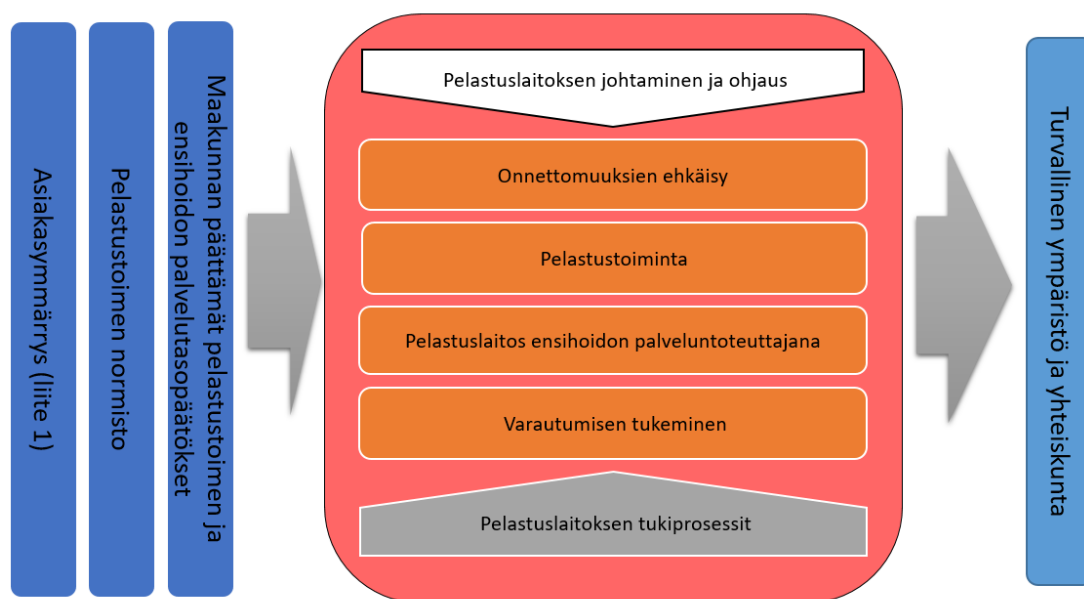 Asiakasymmärrys (liite 1)
Pelastustoimen normisto
Maakunnan päättämät pelastustoimen ja
ensihoidon palvelutasopäätökset
Pelastuslaitoksen johtaminen ja ohjaus
Onnettomuuksien ehkäisy
Pelastustoiminta
Pelastuslaitos ensihoidon palveluntoteuttajana
Varautumisen tukeminen
Pelastuslaitoksen tukiprosessit
Turvallinen ympäristö ja yhteiskunta